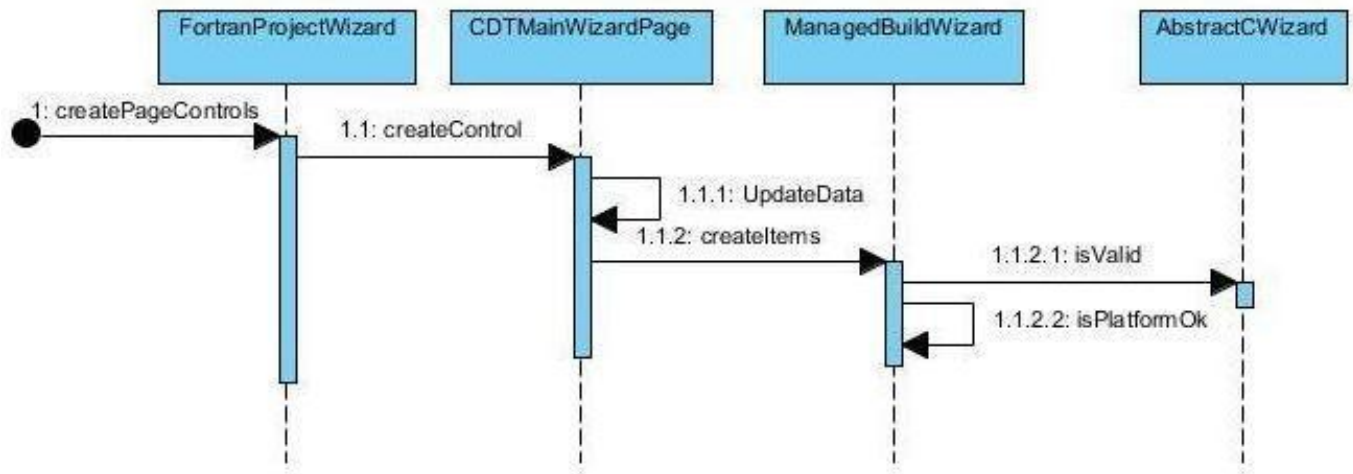 FortranProjectWizard
CDTMainWizardPage
ManagedBuildWizard
AbstractCWizard
1: createPageControls
1.1: createControl
1.1.1: UpdateData
1.1.2: createItems
1.1.2.1: isValid
1.1.2.2: isPlatformOk